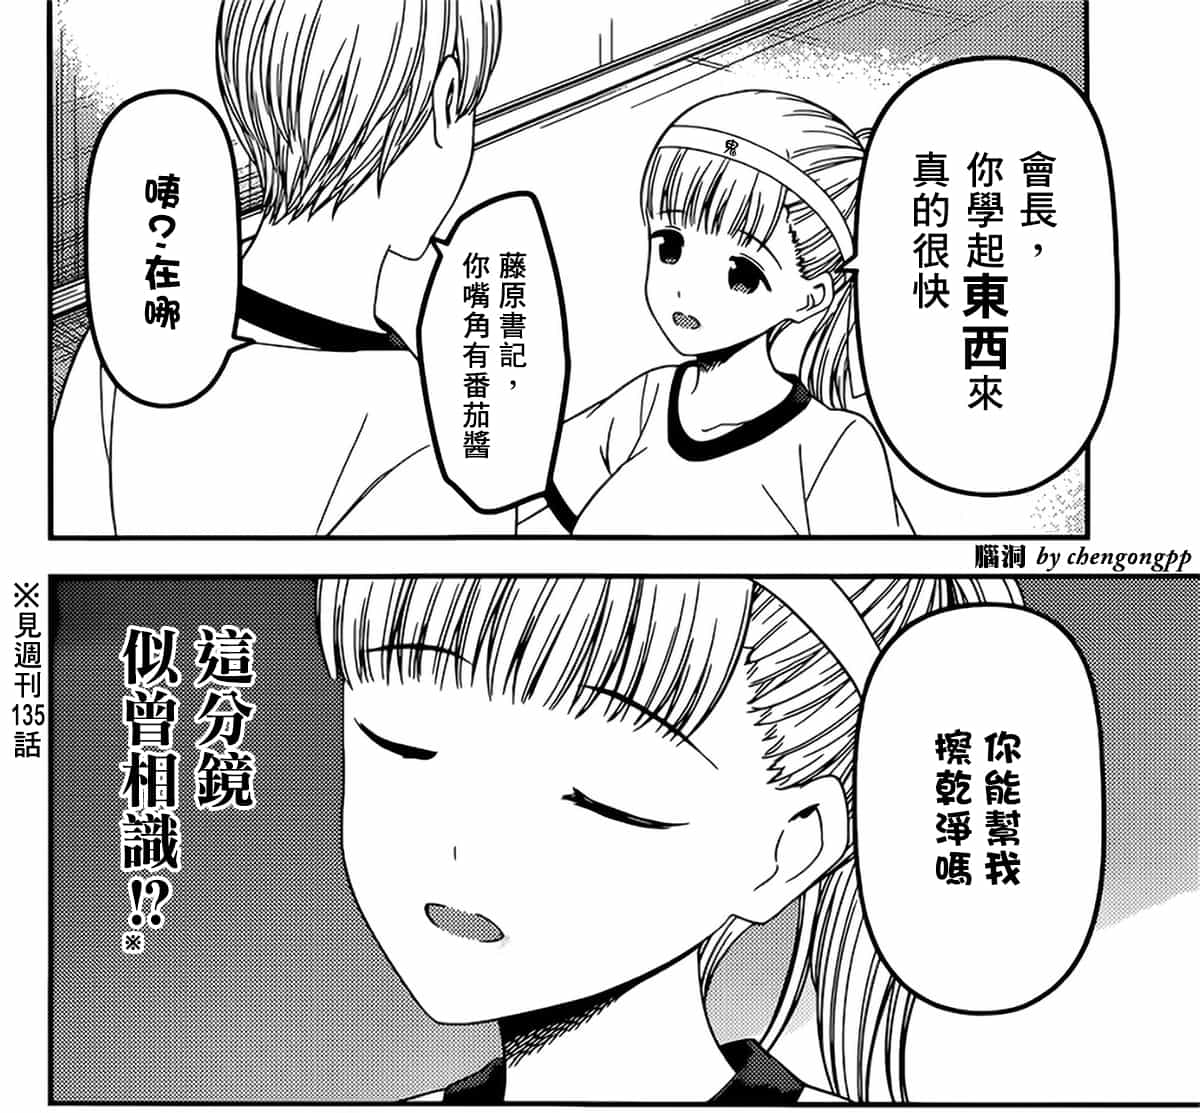 會長，
你學起東西來
真的很快
鬼
藤原書記，
你嘴角有番茄醬
咦?在哪
腦洞 by chengongpp
你能幫我
擦乾淨嗎
這分鏡
似曾相識!?
※
※見週刊135話